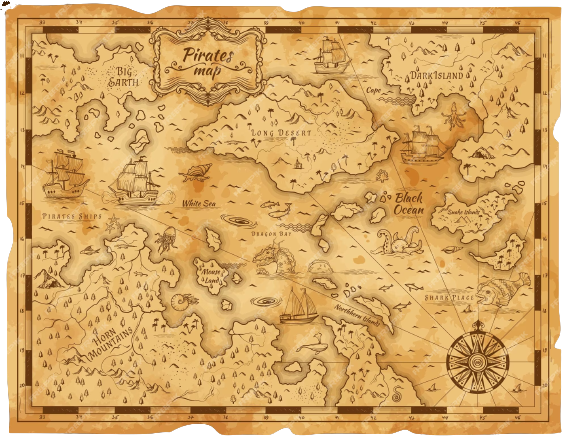 Pirates
map
Big
Earth
Dark Island
Cape
Long Desert
Pirates Ships
White Sea
Black
Ocean
Snake Island
Dragon Bay
Mouse
Land
Shark Place
Northern Islands
Horn
Mountains